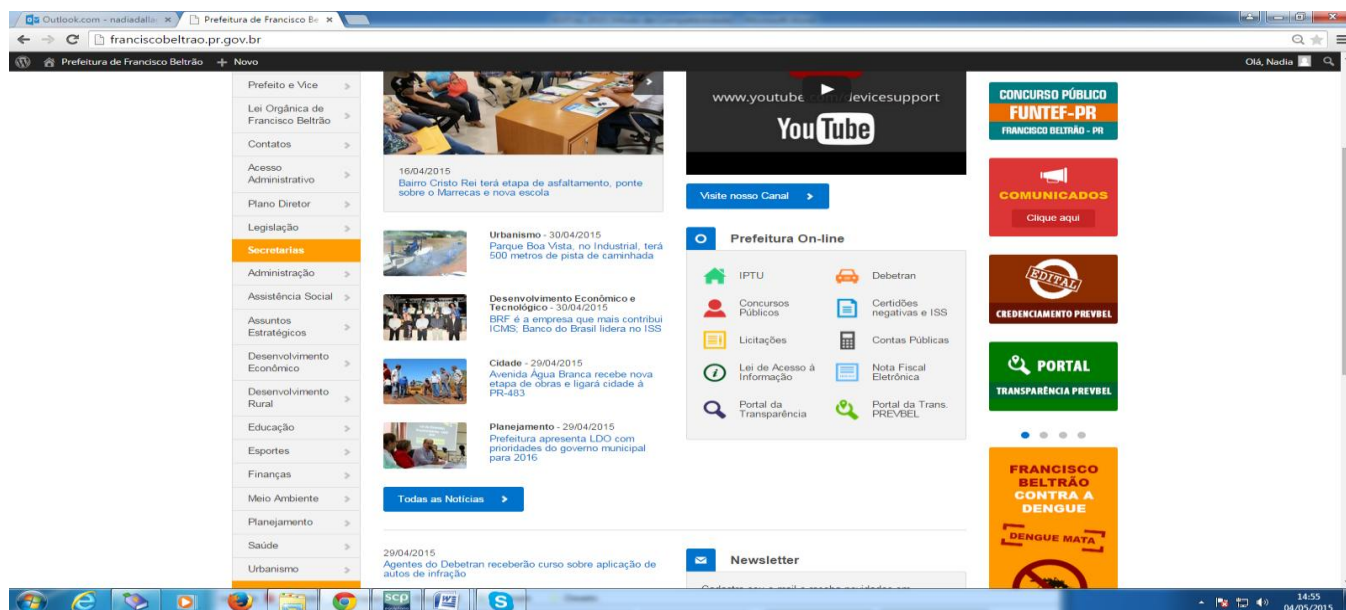 Outlook.com - nadiadalla
Prefeitura de Francisco Be
franciscobeltrao.pr.gov.br
Prefeitura de Francisco Beltrão + Novo
Olá, Nadia
Prefeito e Vice
Lei Orgânica de
Francisco Beltrão
Contatos
Acesso
Administrativo
Plano Diretor
Legislação
Secretarias
Administração
Assistência Social
Assuntos
Estratégicos
Desenvolvimento
Econômico
Desenvolvimento
Rural
Educação
Esportes
Finanças
Meio Ambiente
Planejamento
Saúde
Urbanismo
16/04/2015
Bairro Cristo Rei terá etapa de asfaltamento, ponte
sobre o Marrecas e nova escola
Urbanismo - 30/04/2015
Parque Boa Vista, no Industrial, terá
500 metros de pista de caminhada
Desenvolvimento Econômico e
Tecnológico - 30/04/2015
BRF é a empresa que mais contribui
ICMS; Banco do Brasil lidera no ISS
Cidade - 29/04/2015
Avenida Água Branca recebe nova
etapa de obras e ligará cidade à
PR-483
Planejamento - 29/04/2015
Prefeitura apresenta LDO com
prioridades do governo municipal
para 2016
Todas as Notícias
29/04/2015
Agentes do Debetran receberão curso sobre aplicação de
autos de infração
www.youtube.com/devicesupport
YouTube
Visite nosso Canal
Prefeitura On-line
IPTU
Debetran
Concursos
Públicos
Certidões
negativas e ISS
Licitações
Contas Públicas
Lei de Acesso à
Informação
Nota Fiscal
Eletrônica
Portal da
Transparência
Portal da Trans.
PREVBEL
Newsletter
CONCURSO PÚBLICO
FUNTEF-PR
FRANCISCO BELTRÃO - PR
COMUNICADOS
Clique aqui
EDITAL
CREDENCIAMENTO PREVBEL
PORTAL
TRANSPARÊNCIA PREVBEL
FRANCISCO
BELTRÃO
CONTRA A
DENGUE
DENGUE MATA
scp
14:55
04/05/2015